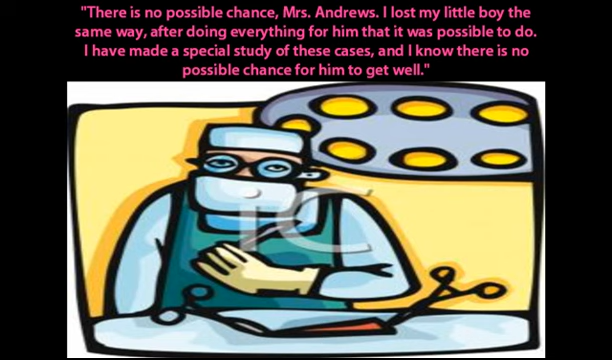 "There is no possible chance, Mrs. Andrews. I lost my little boy the
same way, after doing everything for him that it was possible to do.
I have made a special study of these cases, and I know there is no
possible chance for him to get well."